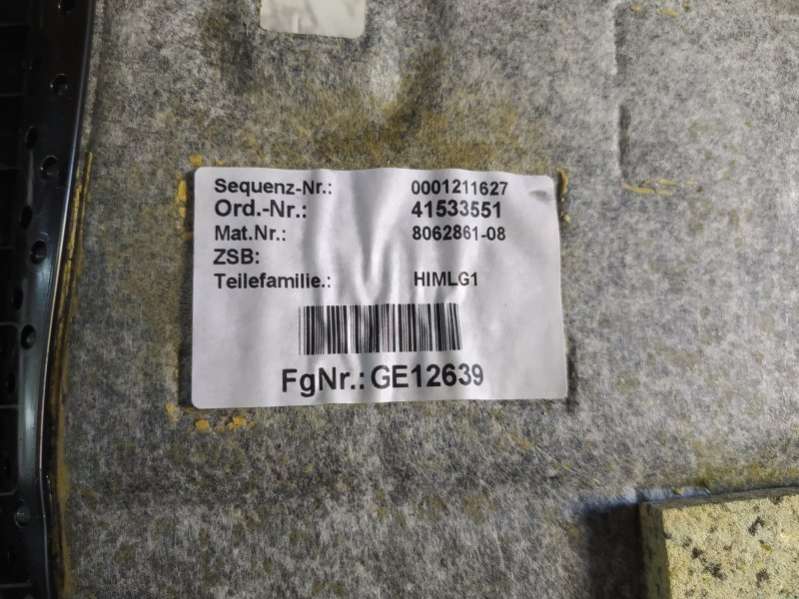 Sequenz-Nr.: 0001211627
Ord.-Nr.: 41533551
Mat.Nr.: 8062861-08
ZSB:
Teilefamilie.: HIMLG1
FgNr.: GE12639